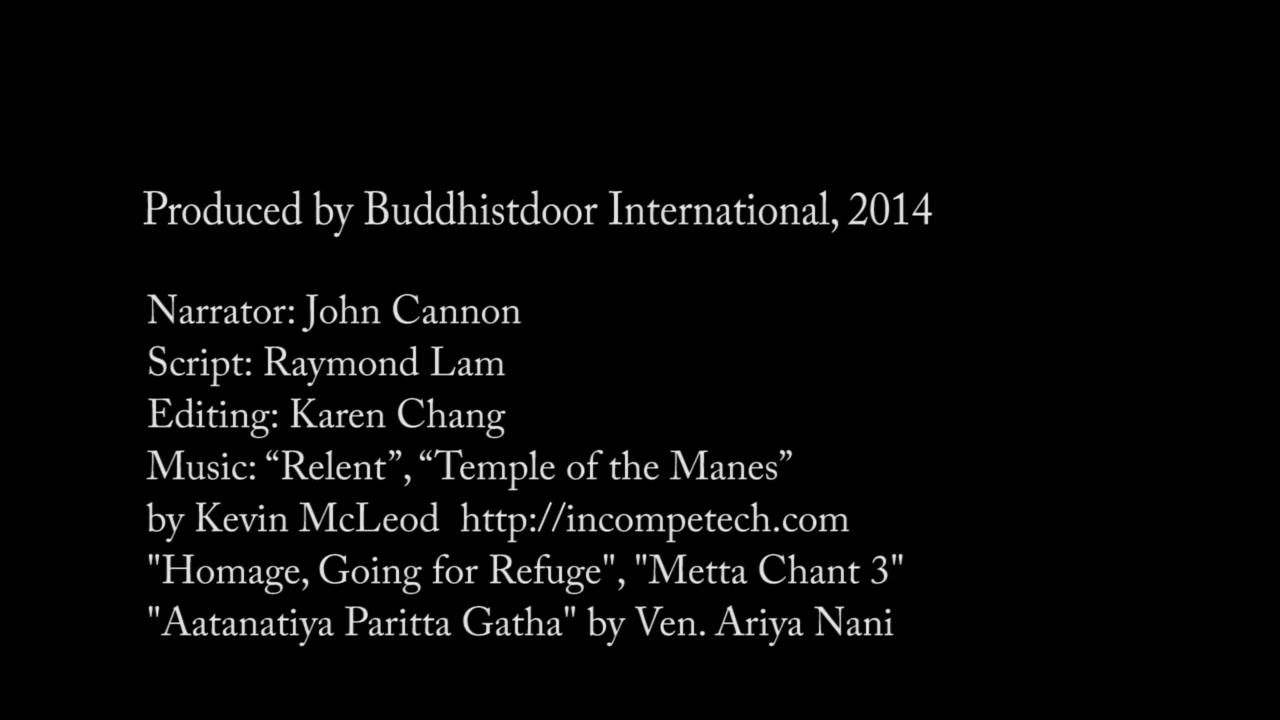 Produced by Buddhistdoor International, 2014
Narrator: John Cannon
Script: Raymond Lam
Editing: Karen Chang
Music: “Relent”, “Temple of the Manes”
by Kevin McLeod  http://incompetech.com
"Homage, Going for Refuge", "Metta Chant 3"
"Aatanatiya Paritta Gatha" by Ven. Ariya Nani